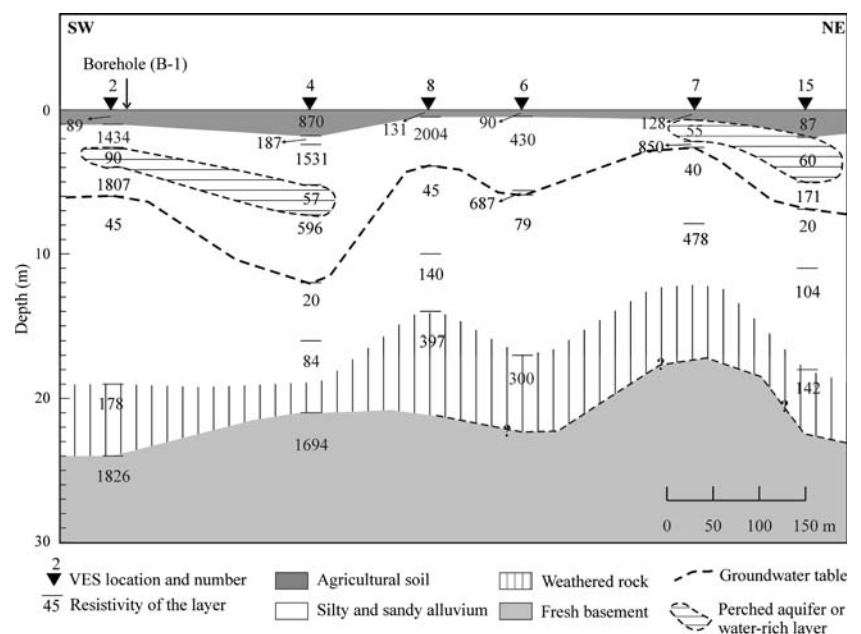 SW NE
Borehole (B-1)
2 4 8 6 7 15
0
89 870 131 90 128 55 87
1434 187 2004 430
90 1531 850 60
1807 57 45 687 40 171
45 596 79 20
10
478
20 140 104
84 397
300 142
178
20
? ? ?
1694
1826
0 50 100 150 m
30
Depth (m)
2
VES location and number
Agricultural soil
Weathered rock
Groundwater table
45 Resistivity of the layer
Silty and sandy alluvium
Fresh basement
Perched aquifer or
water-rich layer